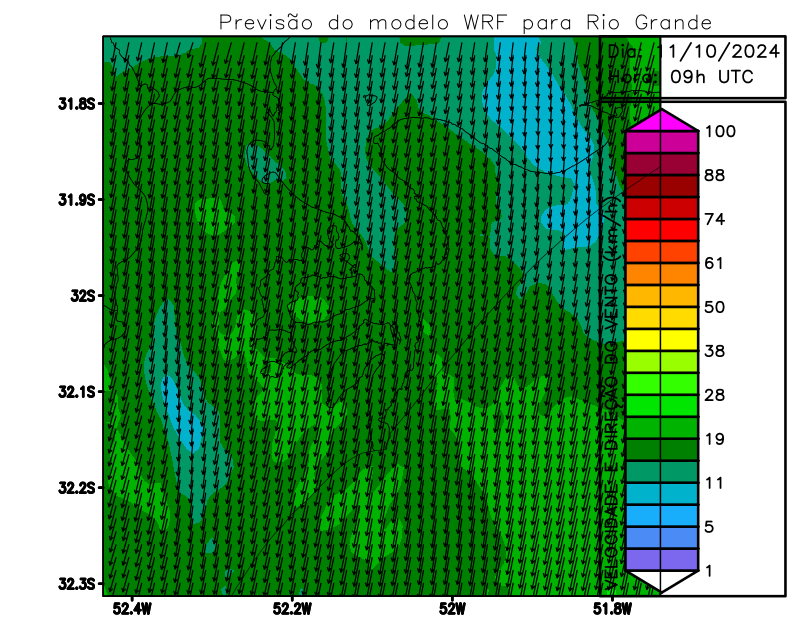 Previsão do modelo WRF para Rio Grande
Dia: 11/10/2024
Hora: 09h UTC
31.8S
31.9S
32S
32.1S
32.2S
32.3S
52.4W
52.2W
52W
51.8W
VELOCIDADE E DIREÇÃO DO VENTO (km/h)
100
88
74
61
50
38
28
19
11
5
1